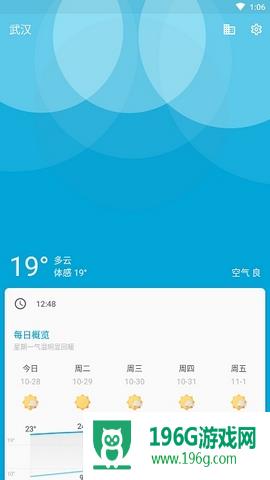 1:06
武汉
19° 多云
体感 19° 空气 良
12:48
每日概览
星期一气温明显回暖
今日 周二 周三 周四 周五
10-28 10-29 10-30 10-31 11-1
23°
19°
10°
196G游戏网
www.196g.com